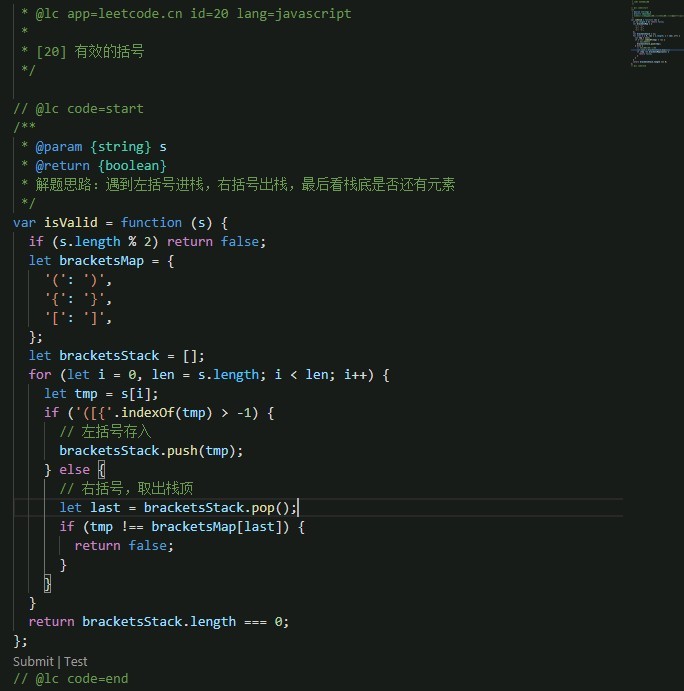 * @lc app=leetcode.cn id=20 lang=javascript
*
* [20] 有效的括号
*/
// @lc code=start
/**
* @param {string} s
* @return {boolean}
* 解题思路：遇到左括号进栈，右括号出栈，最后看栈底是否还有元素
*/
var isValid = function (s) {
if (s.length % 2) return false;
let bracketsMap = {
'(': ')',
'{': '}',
'[': ']',
};
let bracketsStack = [];
for (let i = 0, len = s.length; i < len; i++) {
let tmp = s[i];
if ('([{'.indexOf(tmp) > -1) {
// 左括号存入
bracketsStack.push(tmp);
} else {
// 右括号，取出栈顶
let last = bracketsStack.pop();
if (tmp !== bracketsMap[last]) {
return false;
}
}
}
return bracketsStack.length === 0;
};
Submit | Test
// @lc code=end